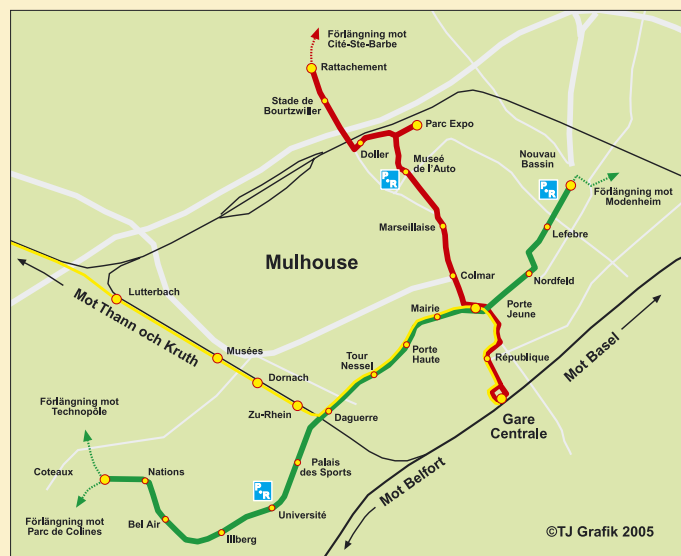 Förlängning mot
Cité-Ste-Barbe
Rattachement
Stade de
Bourtzwiller
Parc Expo
Doller
Museé
de l'Auto
P R
Nouvau
Bassin
P R
Förlängning mot
Modenheim
Marseillaise
Lefebre
Mulhouse
Colmar
Nordfeld
Lutterbach
Mot Thann och Kruth
Mairie
Porte
Jeune
Musées
Tour
Nessel
Porte
Haute
République
Mot Basel
Dornach
Zu-Rhein
Daguerre
Gare
Centrale
Förlängning mot
Technopôle
Coteaux
Nations
Palais
des Sports
Mot Belfort
P R
Université
Bel Air
Illberg
Förlängning mot
Parc de Colines
©TJ Grafik 2005